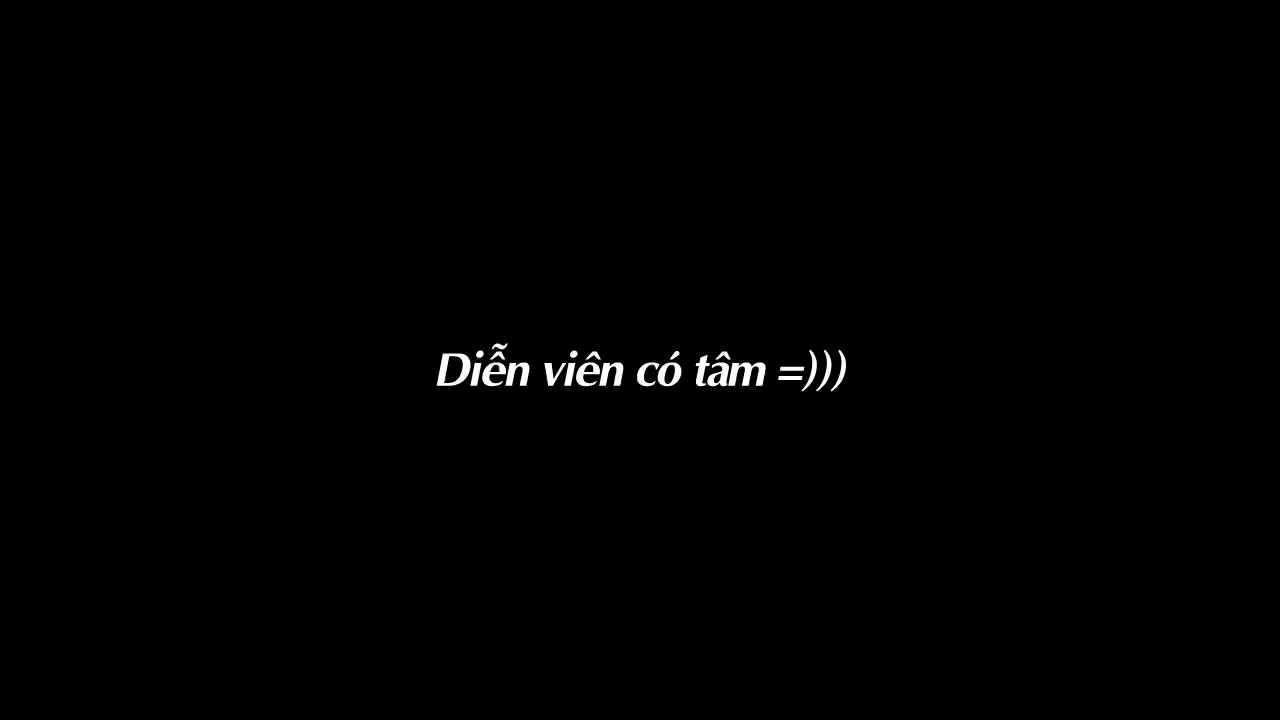 Diễn viên có tâm =)))